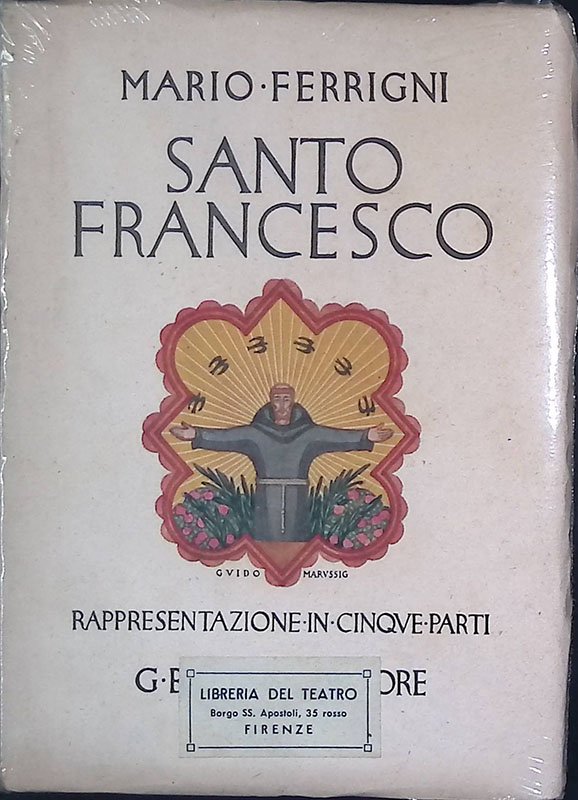 MARIO·FERRIGNI
SANTO
FRANCESCO
GVIDO MARVSSIG
RAPPRESENTAZIONE·IN·CINQVE·PARTI
LIBRERIA DEL TEATRO
Borgo SS. Apostoli, 35 rosso
FIRENZE